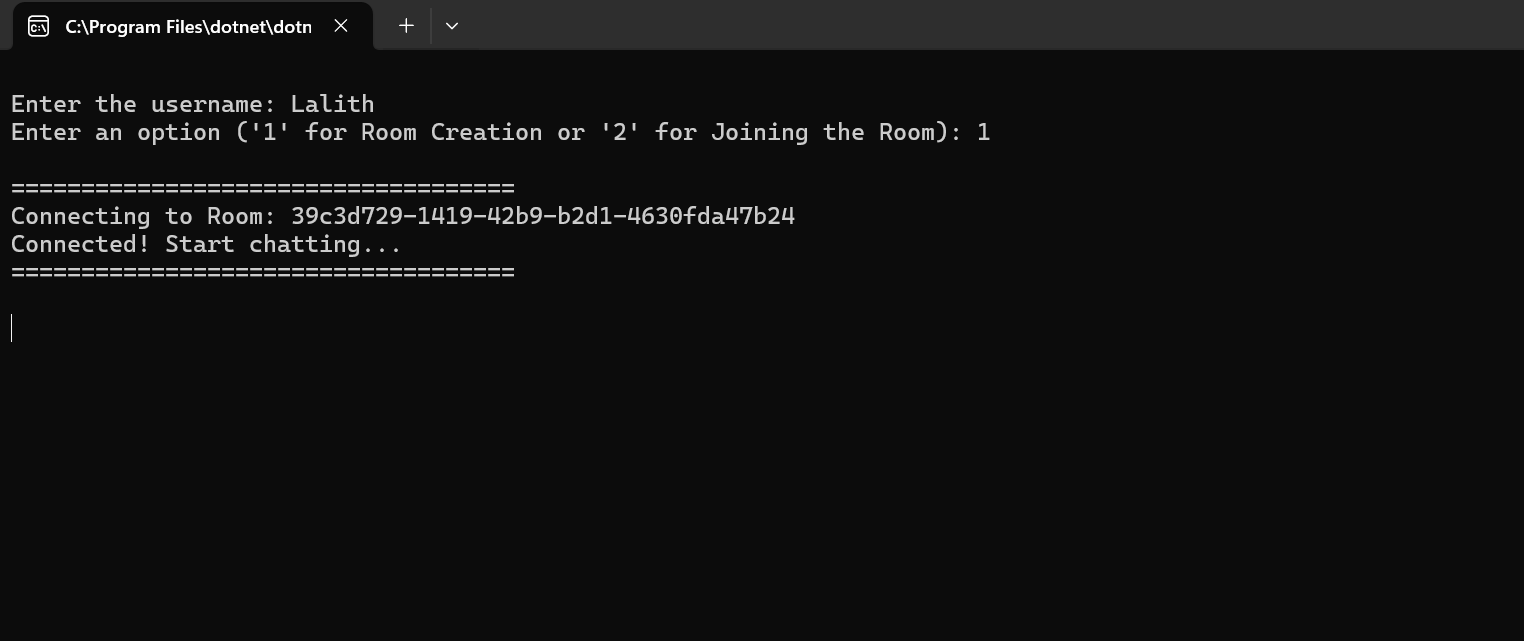 C:\Program Files\dotnet\dotn
Enter the username: Lalith
Enter an option ('1' for Room Creation or '2' for Joining the Room): 1
====================================
Connecting to Room: 39c3d729-1419-42b9-b2d1-4630fda47b24
Connected! Start chatting...
====================================